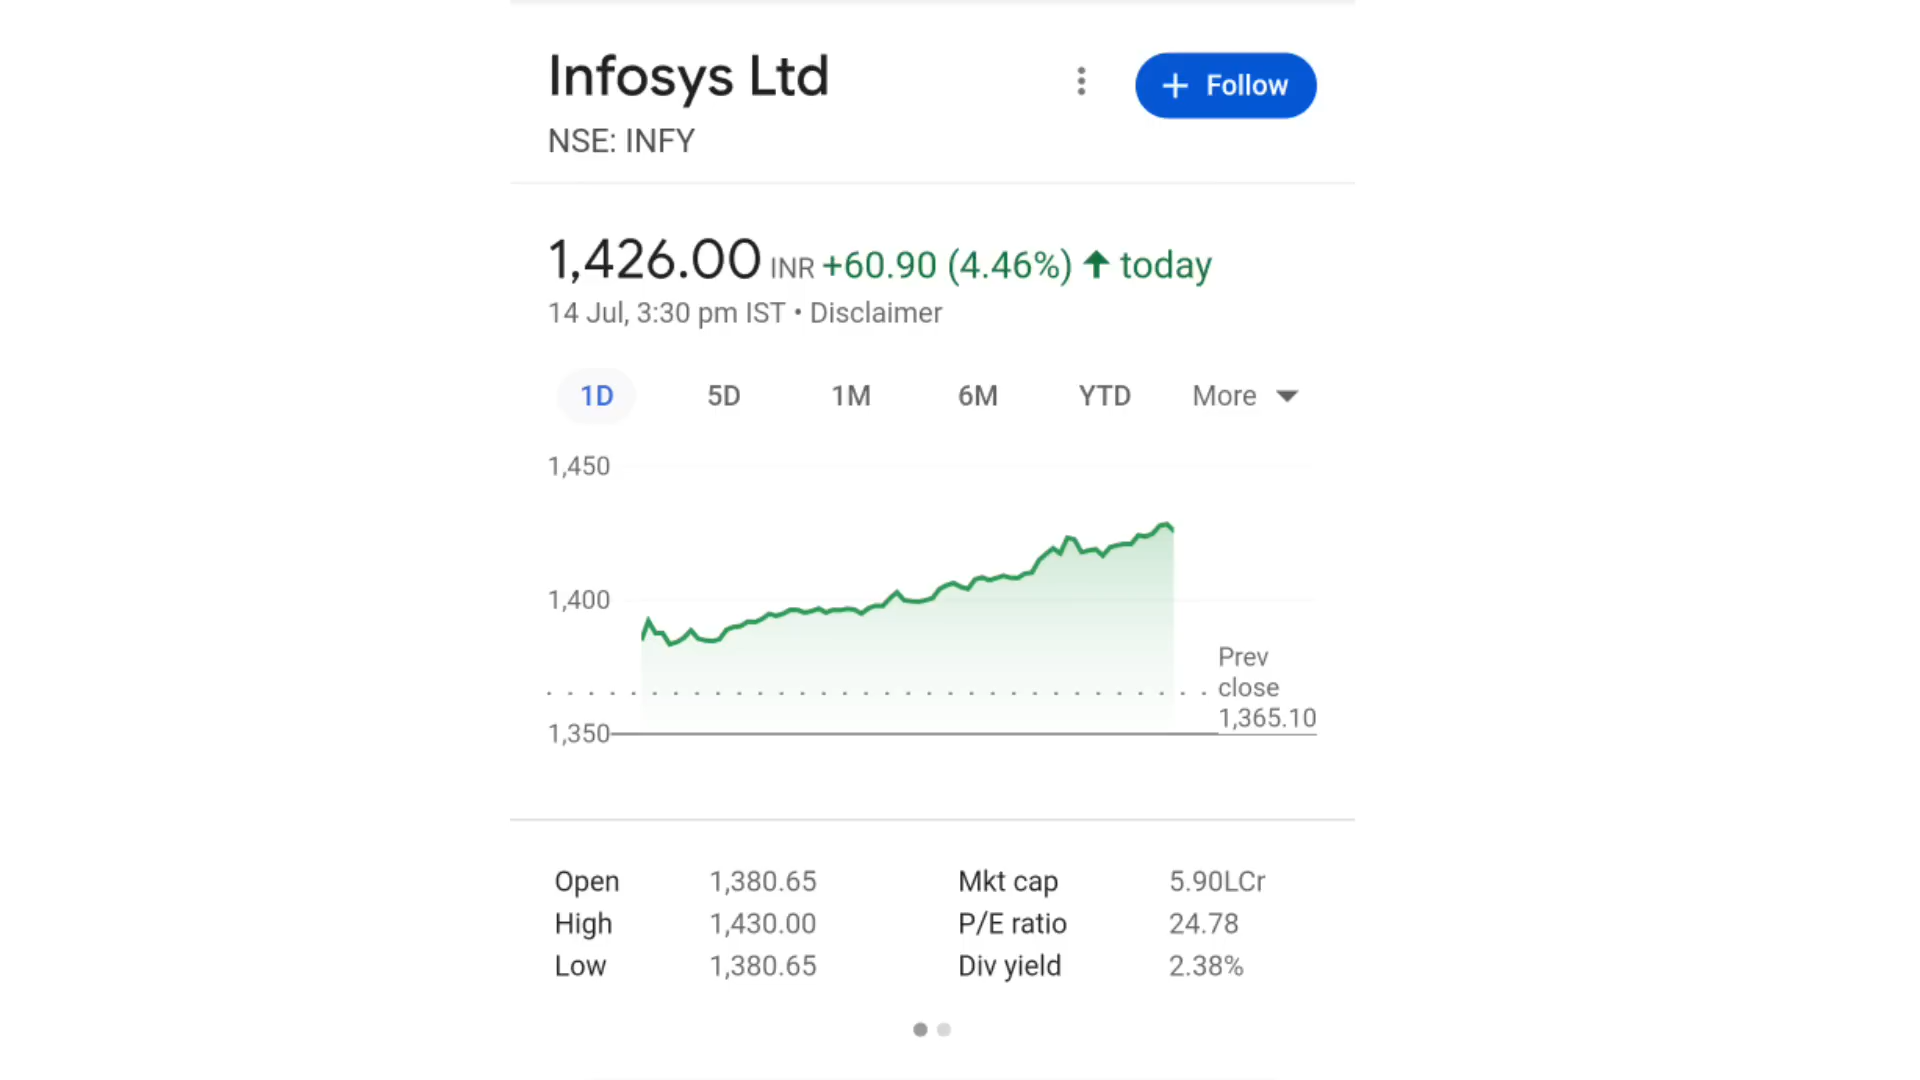 Infosys Ltd
+ Follow
NSE: INFY
1,426.00 INR +60.90 (4.46%) ↑ today
14 Jul, 3:30 pm IST • Disclaimer
1D 5D 1M 6M YTD More
1,450
1,400
1,350
Prev
close
1,365.10
Open 1,380.65 Mkt cap 5.90LCr
High 1,430.00 P/E ratio 24.78
Low 1,380.65 Div yield 2.38%